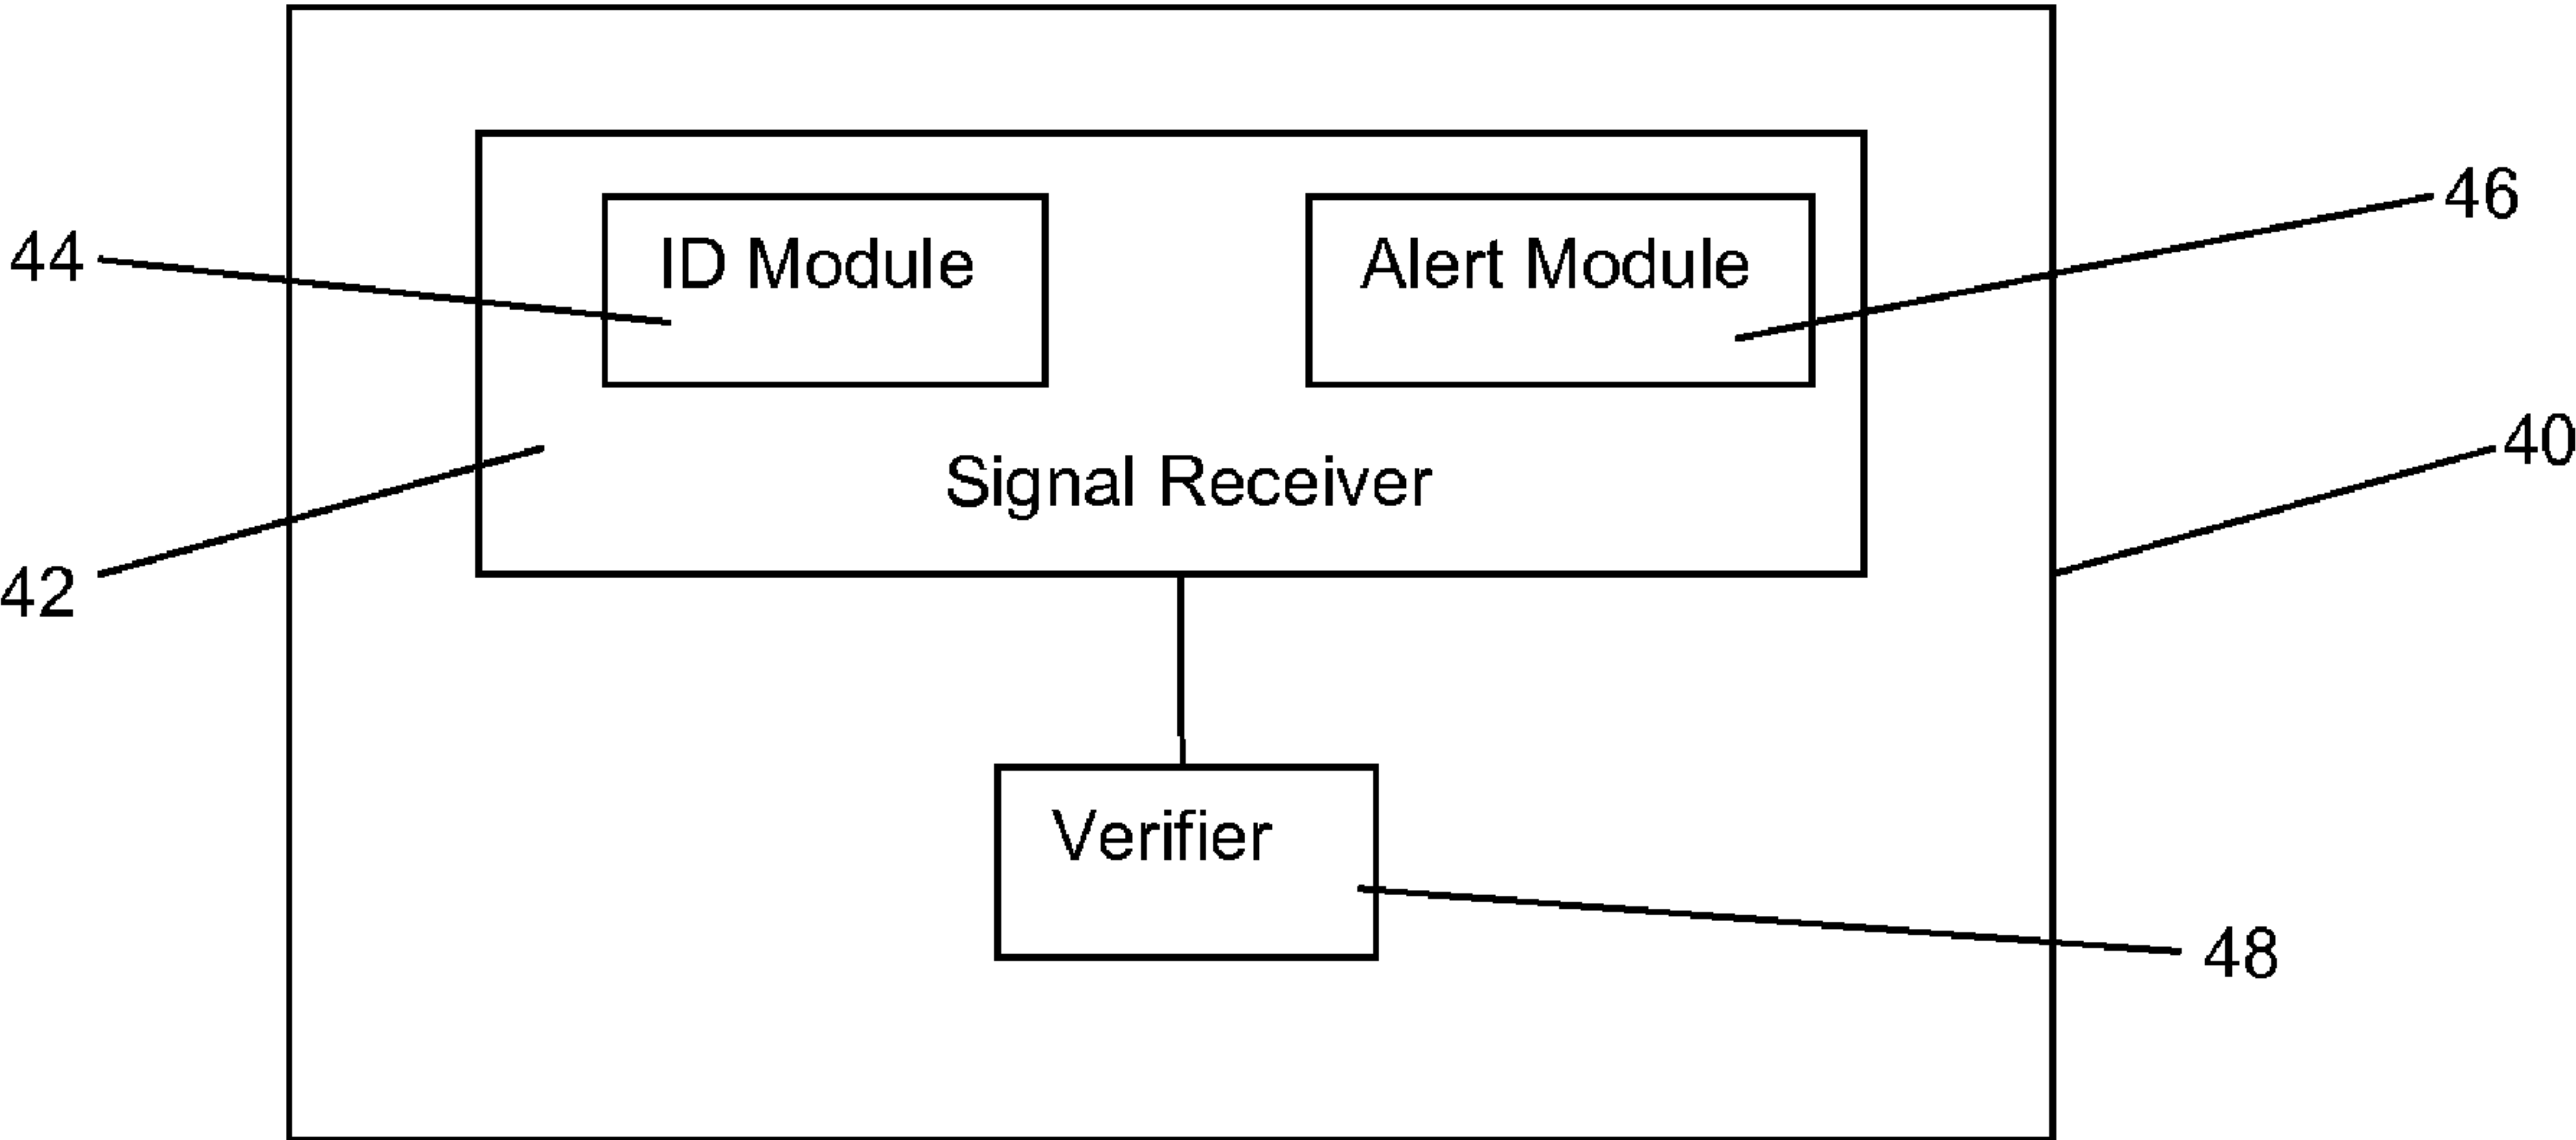 46
44
ID Module
Alert Module
40
Signal Receiver
42
Verifier
48